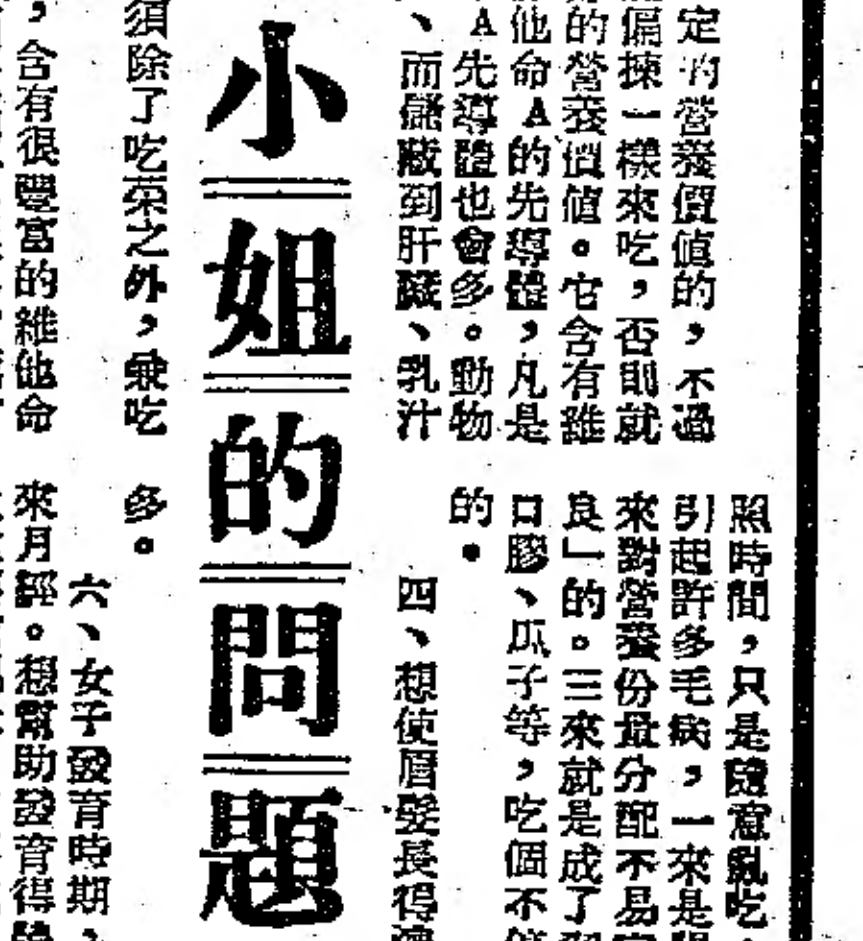 定的營養價值的，不過
偏揀一樣來吃，否則就
的營養價值。它含有維
他命A的先導體，凡是
A先導體也會多。動物
、而儲藏到肝臟、乳汁
照時間，只是隨意亂吃
引起許多毛病，一來是
來對營養份量分配不易
良」的。三來就是成了
口膠、瓜子等，吃個不
的。
四、想使眉髮長得
小姐的問題
須除了吃菜之外，兼吃
，含有很豐富的維他命
多。
六、女子發育時期，
來月經。想幫助發育得